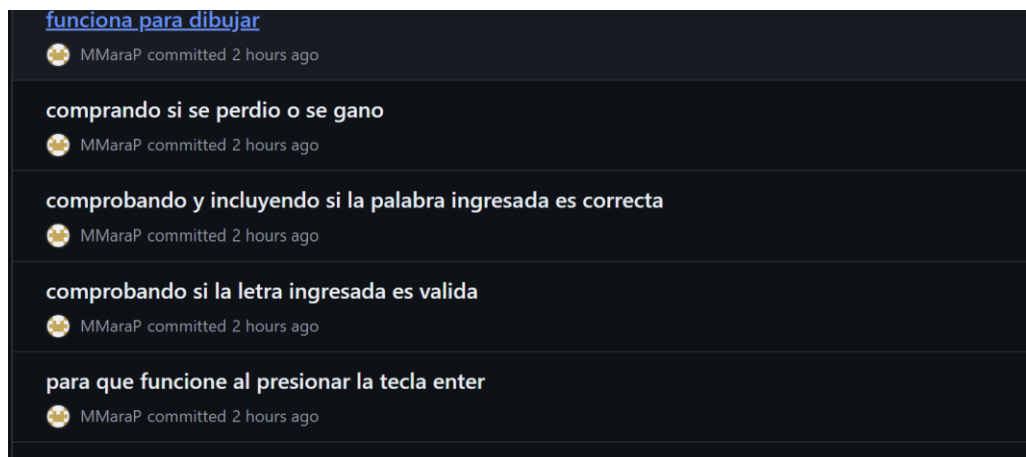 funciona para dibujar
MMaraP committed 2 hours ago
comprando si se perdio o se gano
MMaraP committed 2 hours ago
comprobando y incluyendo si la palabra ingresada es correcta
MMaraP committed 2 hours ago
comprobando si la letra ingresada es valida
MMaraP committed 2 hours ago
para que funcione al presionar la tecla enter
MMaraP committed 2 hours ago